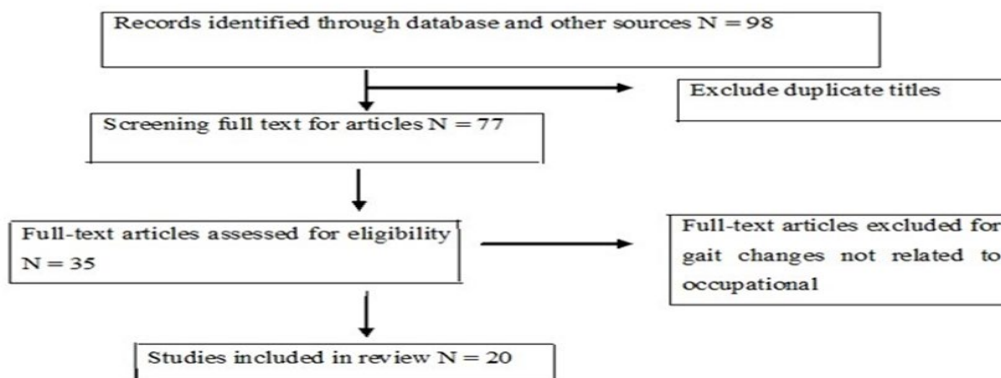 Records identified through database and other sources N = 98
Exclude duplicate titles
Screening full text for articles N = 77
Full-text articles assessed for eligibility
N = 35
Full-text articles excluded for
gait changes not related to
occupational
Studies included in review N = 20